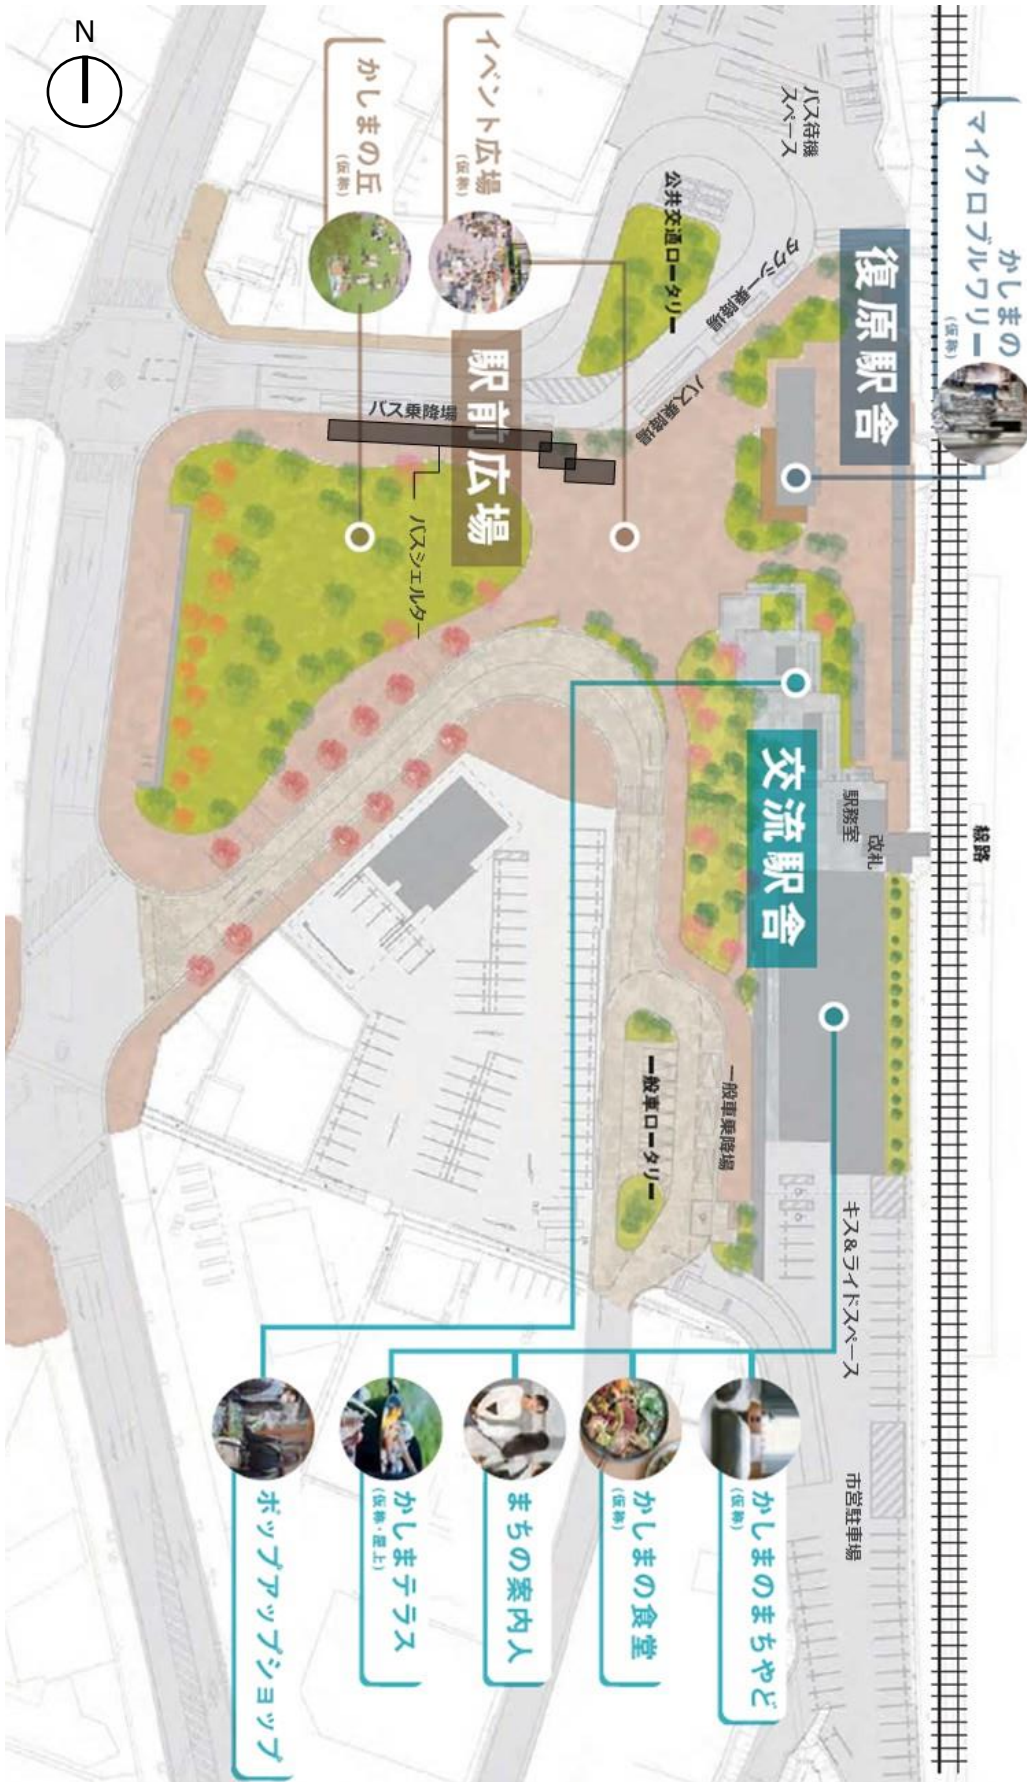 N
イベント広場
(仮称)
かしまの丘
(仮称)
かしまの
マイクロブルワリー
(仮称)
バス待機
スペース
公共交通ロータリー
タクシー乗降場
バス乗降場
復原駅舎
駅前広場
バス乗降場
バスシェルター
交流駅舎
駅務室
改札
線路
一般車ロータリー
一般車乗降場
キス&ライドスペース
市営駐車場
かしまのまちやど
(仮称)
かしまの食堂
(仮称)
まちの案内人
かしまテラス
(仮称・屋上)
ポップアップショップ